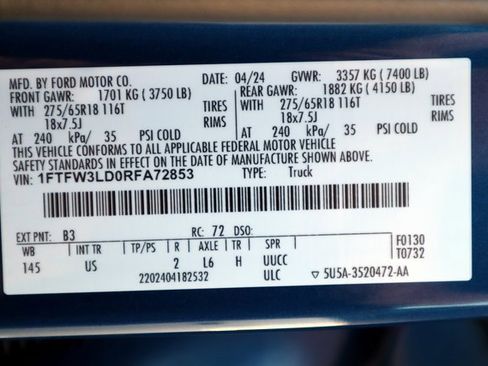 MFD. BY FORD MOTOR CO. DATE: 04/24 GVWR: 3357 KG ( 7400 LB)
FRONT GAWR: 1701 KG ( 3750 LB) REAR GAWR: 1882 KG ( 4150 LB)
WITH 275/65R18 116T TIRES WITH 275/65R18 116T TIRES
18x7.5J RIMS 18x7.5J RIMS
AT 240 kPa/ 35 PSI COLD AT 240 kPa/ 35 PSI COLD
THIS VEHICLE CONFORMS TO ALL APPLICABLE FEDERAL MOTOR VEHICLE
SAFETY STANDARDS IN EFFECT ON THE DATE OF MANUFACTURE SHOWN ABOVE.
VIN: 1FTFW3LD0RFA72853 TYPE: Truck
EXT PNT: B3 RC: 72 DSO:
WB INT TR TP/PS R AXLE TR SPR F0130
145 US 2 L6 H UUCC T0732
2202404182532 ULC ▽ 5U5A-3520472-AA